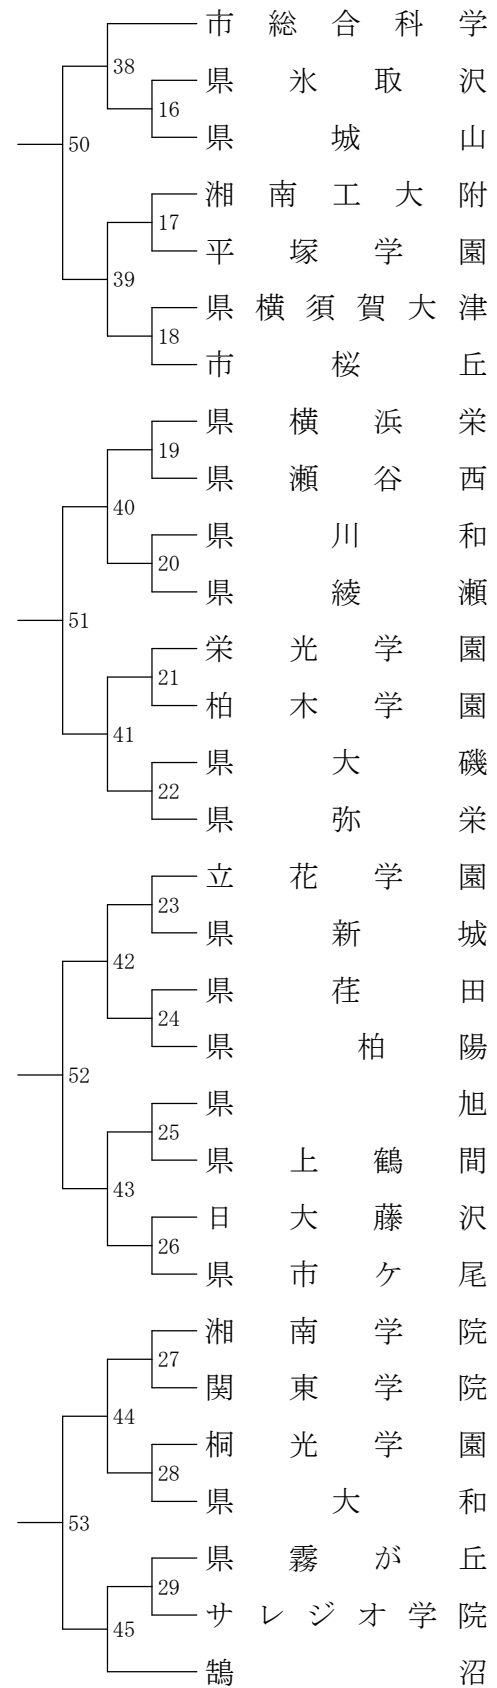 市総合科学
38
県氷取沢
16
県城山
50
湘南工大附
17
平塚学園
39
県横須賀大津
18
市桜丘
県横浜栄
19
県瀬谷西
40
県川和
20
県綾瀬
51
栄光学園
21
柏木学園
41
県大磯
22
県弥栄
立花学園
23
県新城
42
県荏田
24
県柏陽
52
県旭
25
県上鶴間
43
日大藤沢
26
県市ケ尾
湘南学院
27
関東学院
44
桐光学園
28
県大和
53
県霧が丘
29
サレジオ学院
45
鵠沼